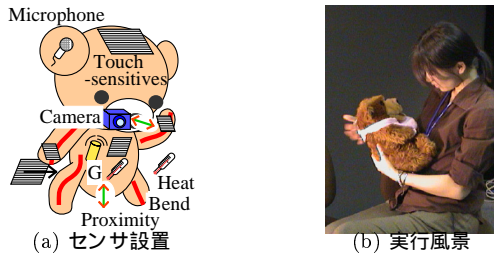 Microphone
Touch
-sensitives
Camera
G
Heat
Bend
Proximity
(a) センサ設置
(b) 実行風景